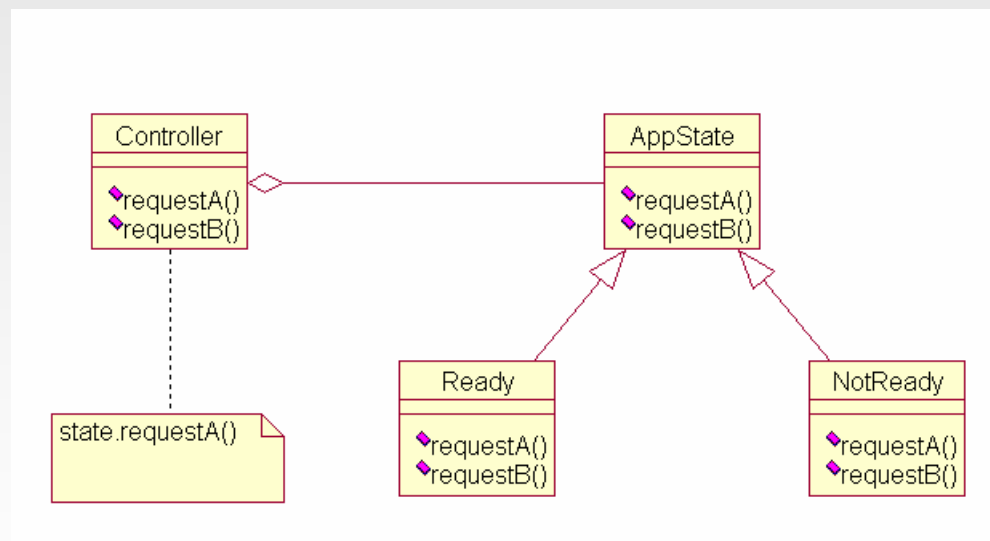 Controller
requestA()
requestB()
AppState
requestA()
requestB()
state.requestA()
Ready
requestA()
requestB()
NotReady
requestA()
requestB()